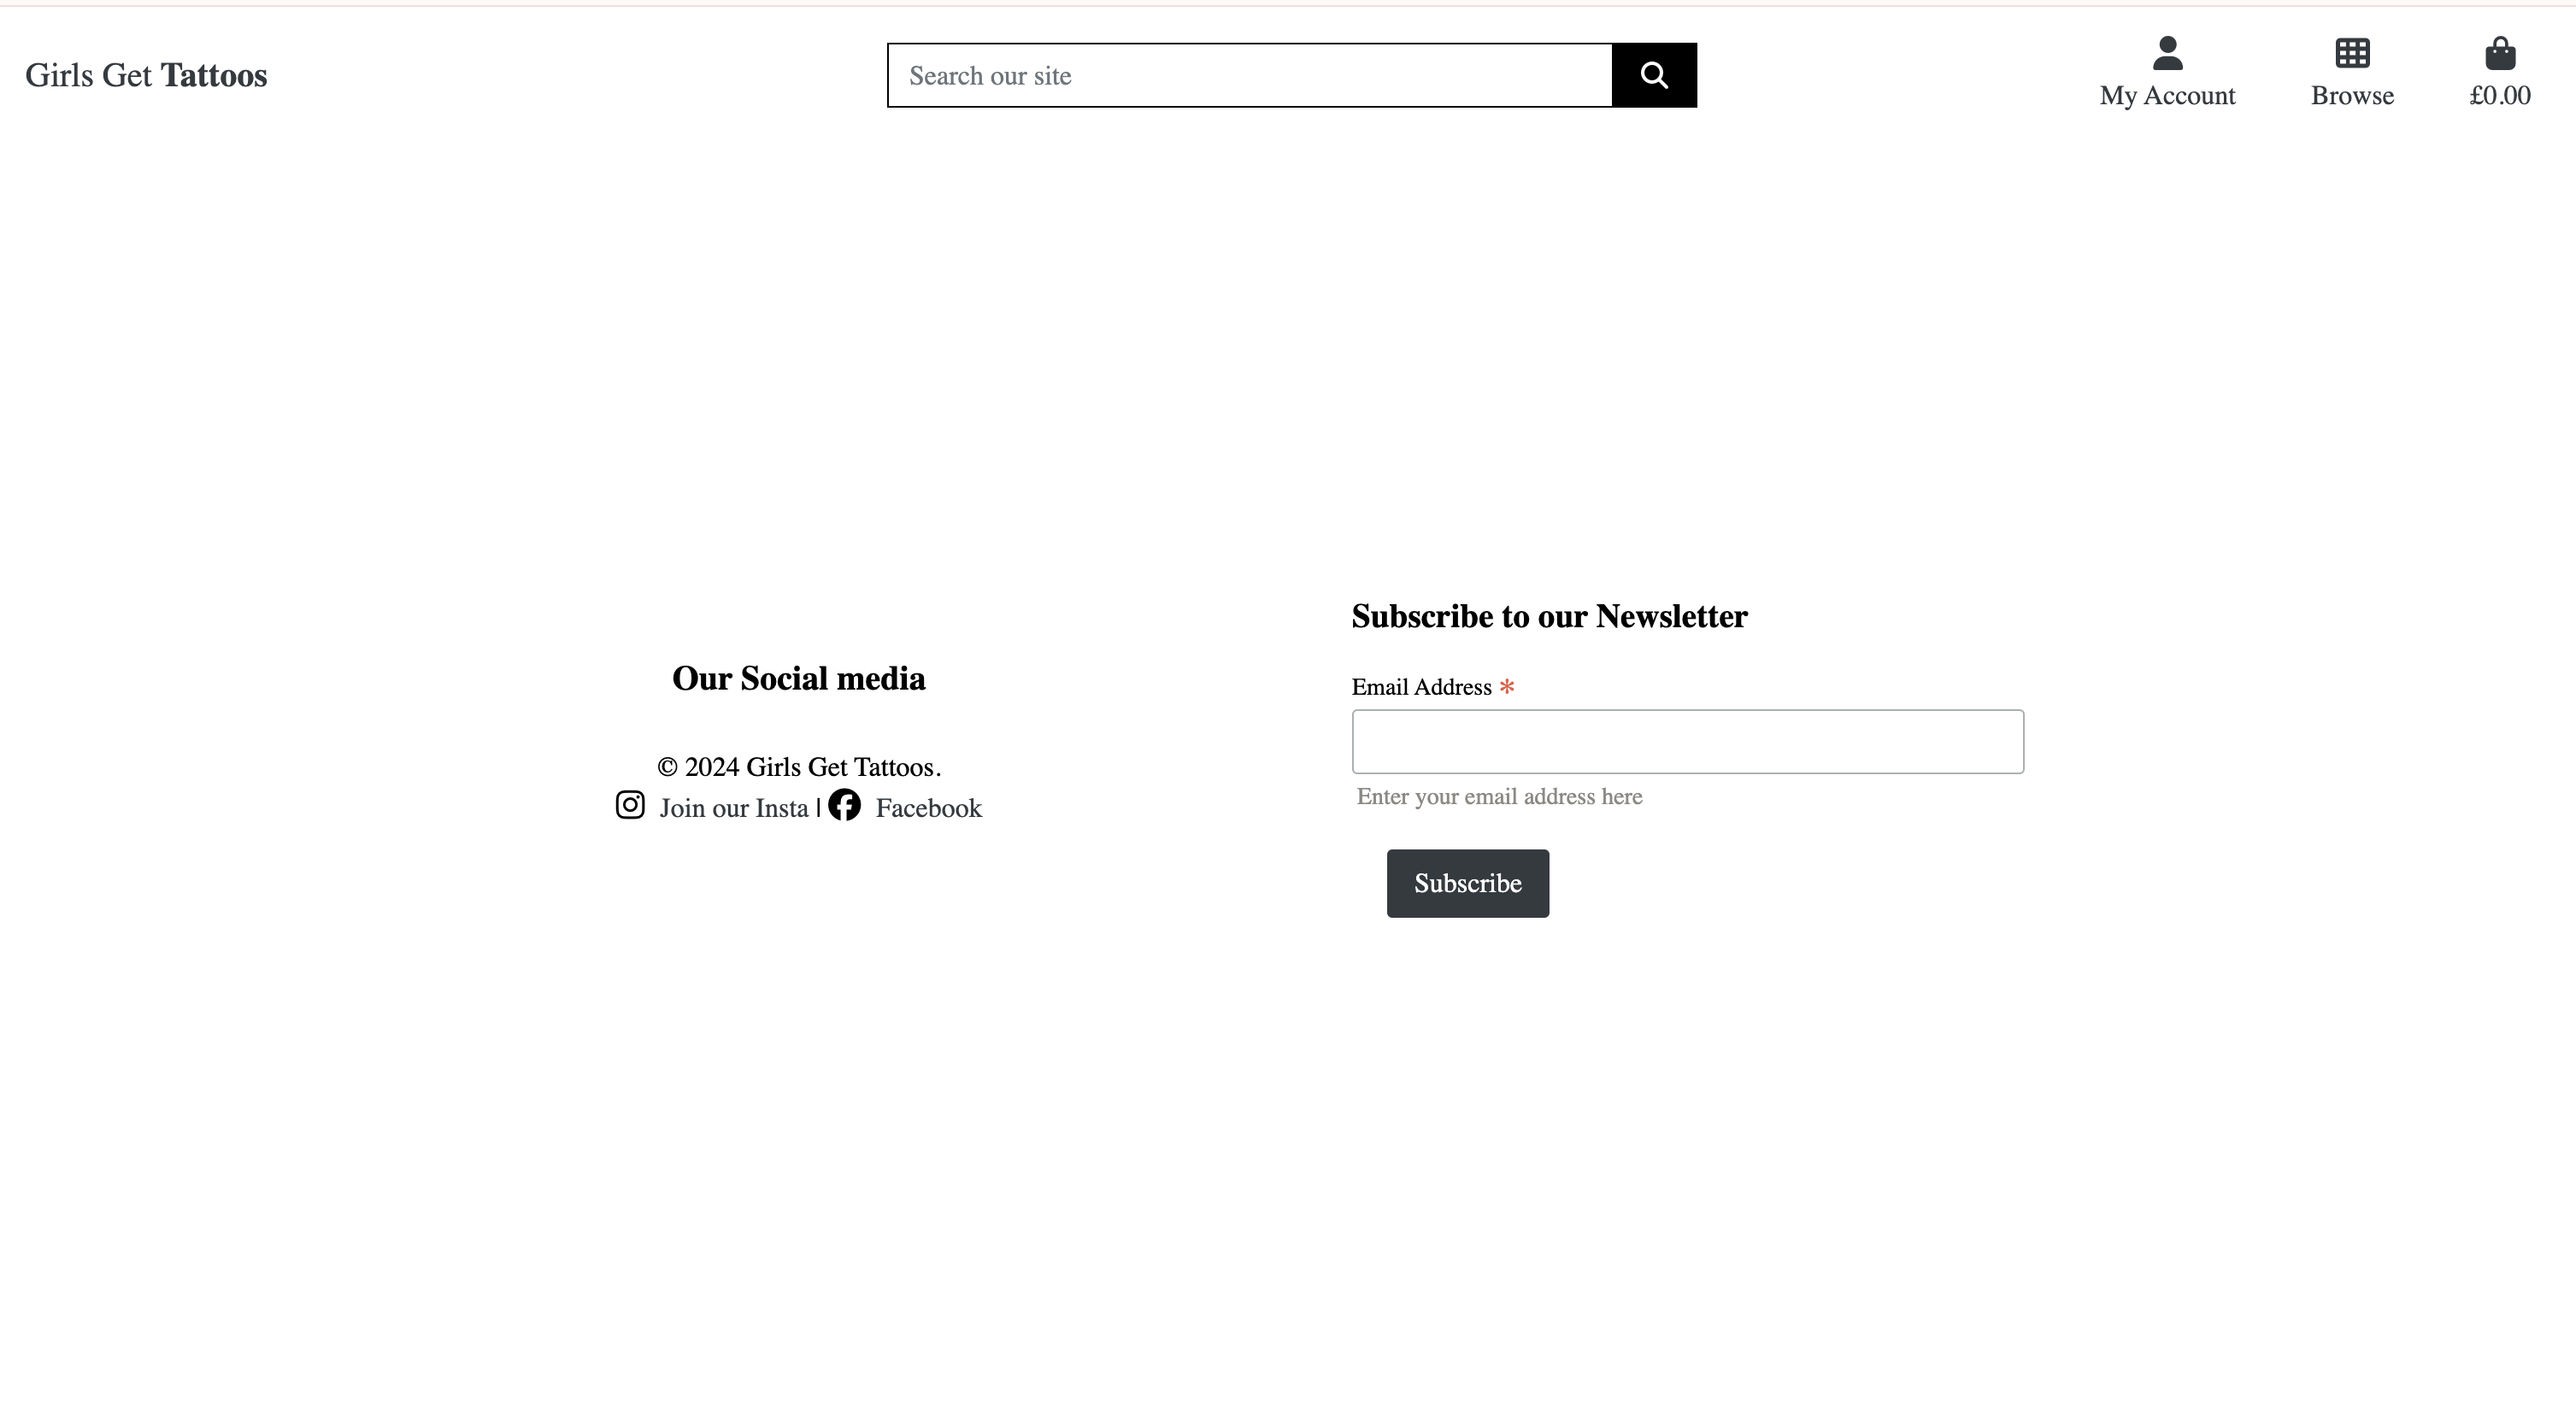 Girls Get Tattoos
Search our site
My Account
Browse
£0.00
Our Social media
© 2024 Girls Get Tattoos.
Join our Insta | Facebook
Subscribe to our Newsletter
Email Address *
Enter your email address here
Subscribe